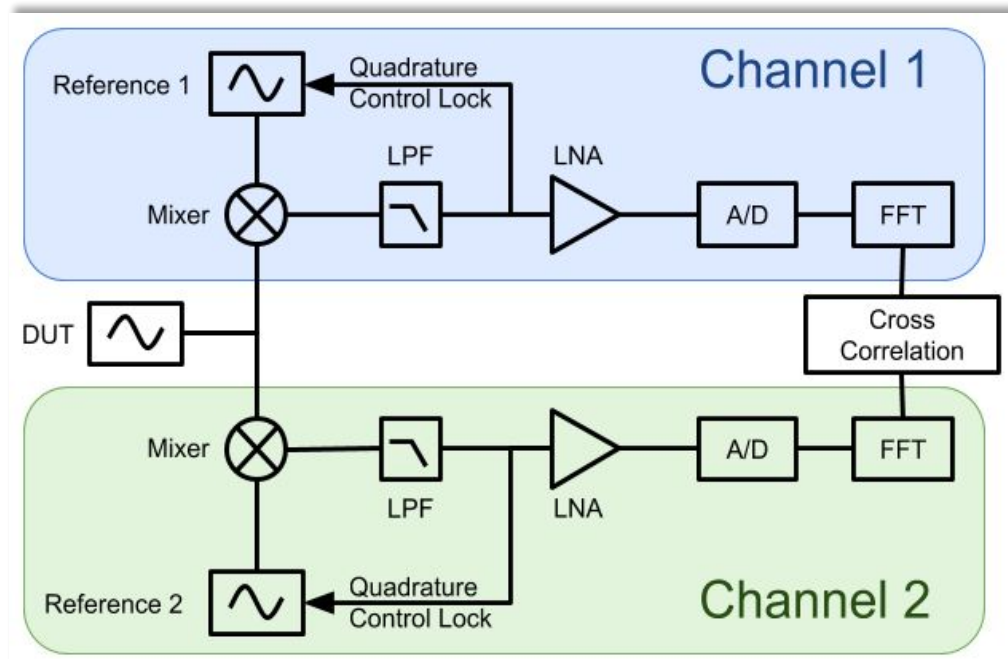 Channel 1
Reference 1
Quadrature
Control Lock
LPF
LNA
Mixer
A/D
FFT
DUT
Cross
Correlation
Mixer
A/D
FFT
LPF
LNA
Reference 2
Quadrature
Control Lock
Channel 2